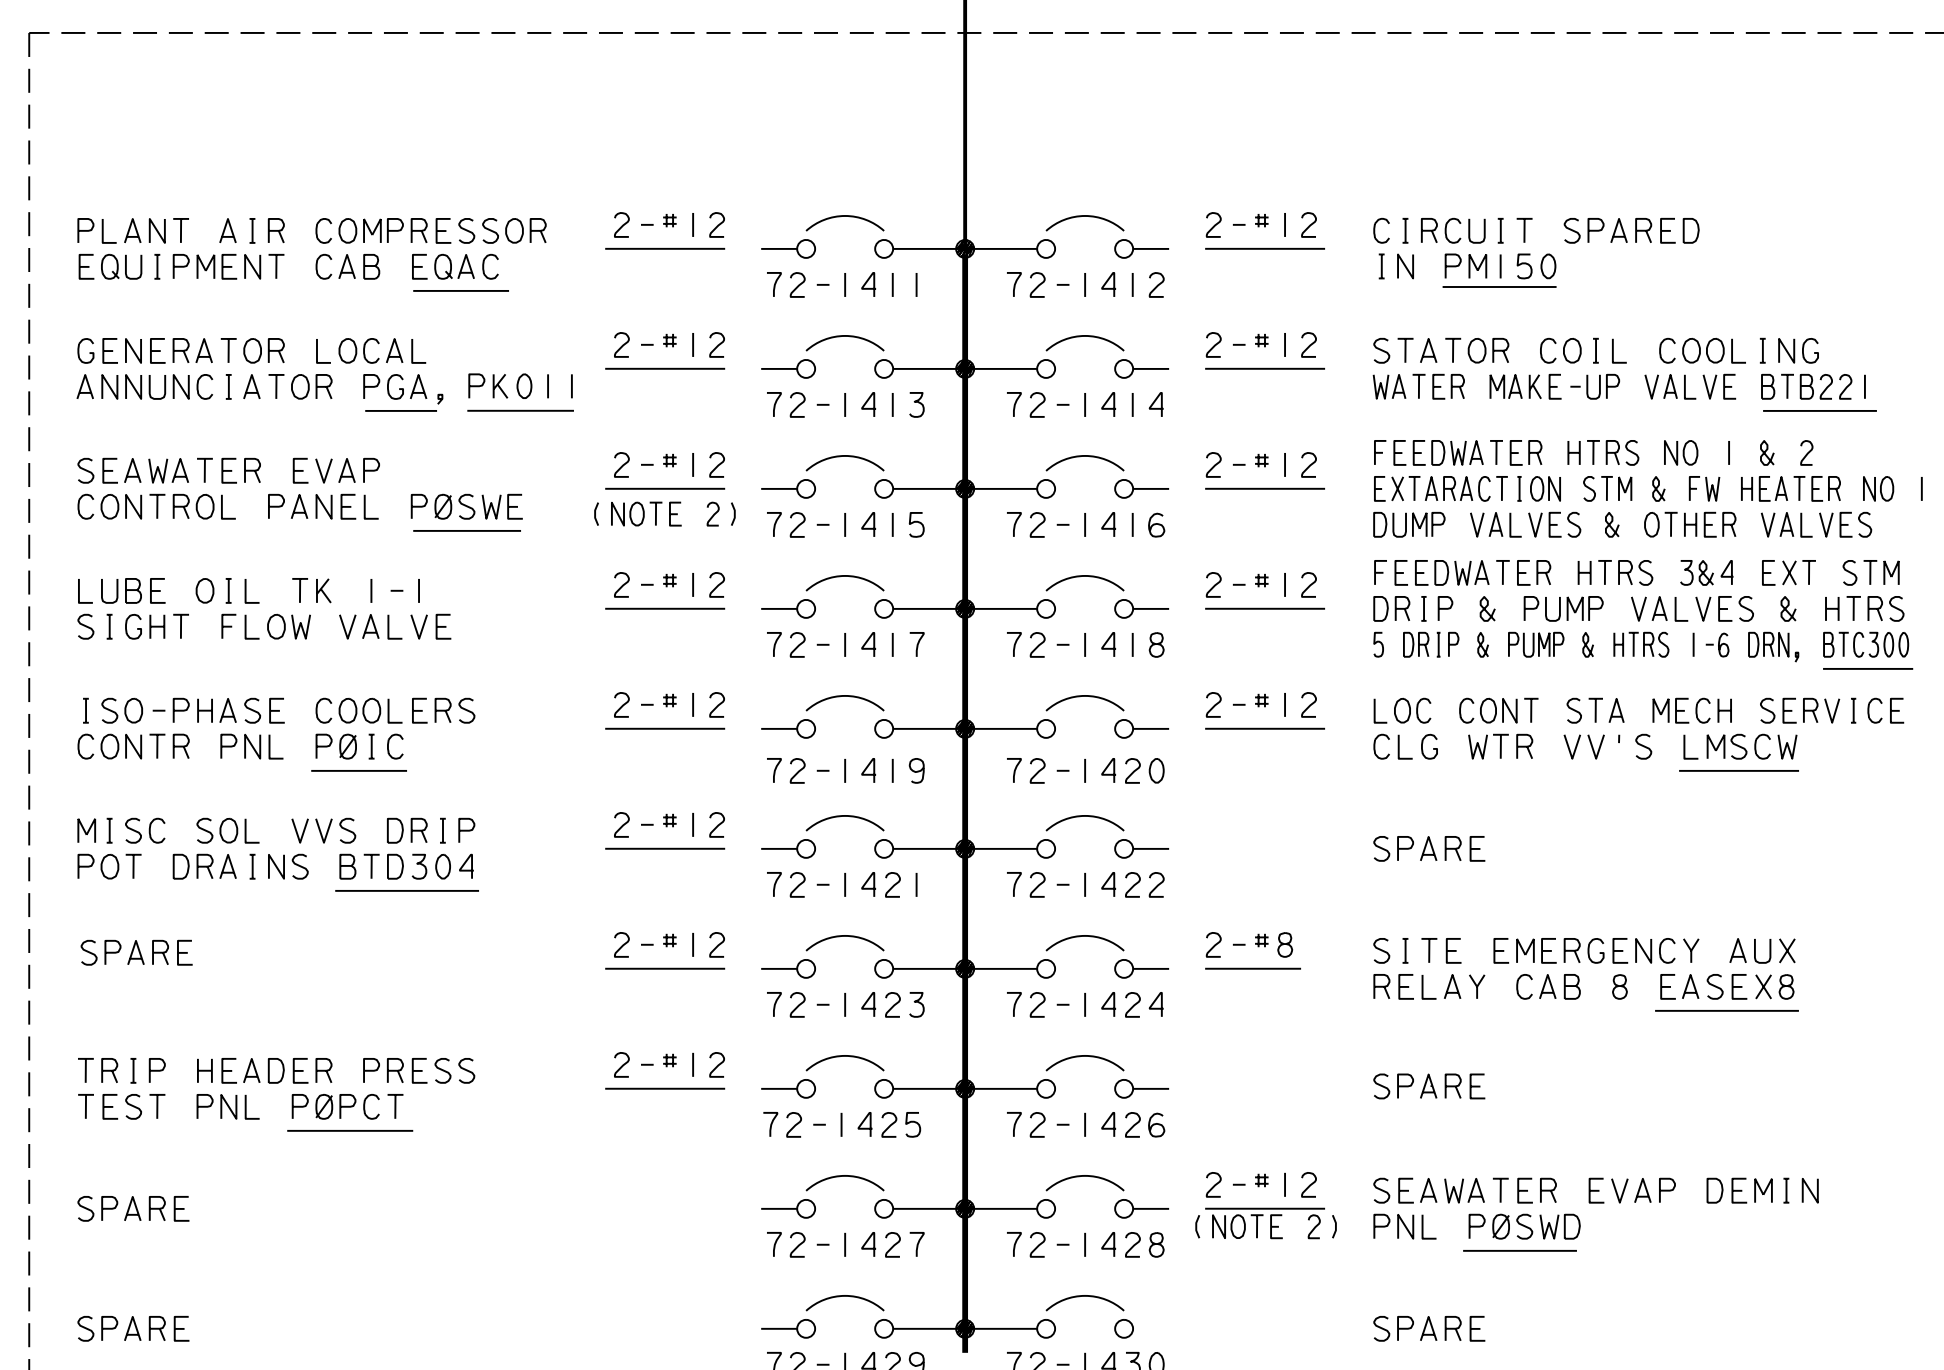 PLANT AIR COMPRESSOR
EQUIPMENT CAB EQAC
2-#12
72-1411
72-1412
2-#12
CIRCUIT SPARED
IN PM150
GENERATOR LOCAL
ANNUNCIATOR PGA, PK011
2-#12
72-1413
72-1414
2-#12
STATOR COIL COOLING
WATER MAKE-UP VALVE BTB221
SEAWATER EVAP
CONTROL PANEL PØSWE
2-#12
(NOTE 2)
72-1415
72-1416
2-#12
FEEDWATER HTRS NO 1 & 2
EXTARACTION STM & FW HEATER NO 1
DUMP VALVES & OTHER VALVES
LUBE OIL TK 1-1
SIGHT FLOW VALVE
2-#12
72-1417
72-1418
2-#12
FEEDWATER HTRS 3&4 EXT STM
DRIP & PUMP VALVES & HTRS
5 DRIP & PUMP & HTRS 1-6 DRN, BTC300
ISO-PHASE COOLERS
CONTR PNL PØIC
2-#12
72-1419
72-1420
2-#12
LOC CONT STA MECH SERVICE
CLG WTR VV'S LMSCW
MISC SOL VVS DRIP
POT DRAINS BTD304
2-#12
72-1421
72-1422
SPARE
SPARE
2-#12
72-1423
72-1424
2-#8
SITE EMERGENCY AUX
RELAY CAB 8 EASEX8
TRIP HEADER PRESS
TEST PNL PØPCT
2-#12
72-1425
72-1426
SPARE
SPARE
72-1427
72-1428
2-#12
(NOTE 2)
SEAWATER EVAP DEMIN
PNL PØSWD
SPARE
72-1429
72-1430
SPARE